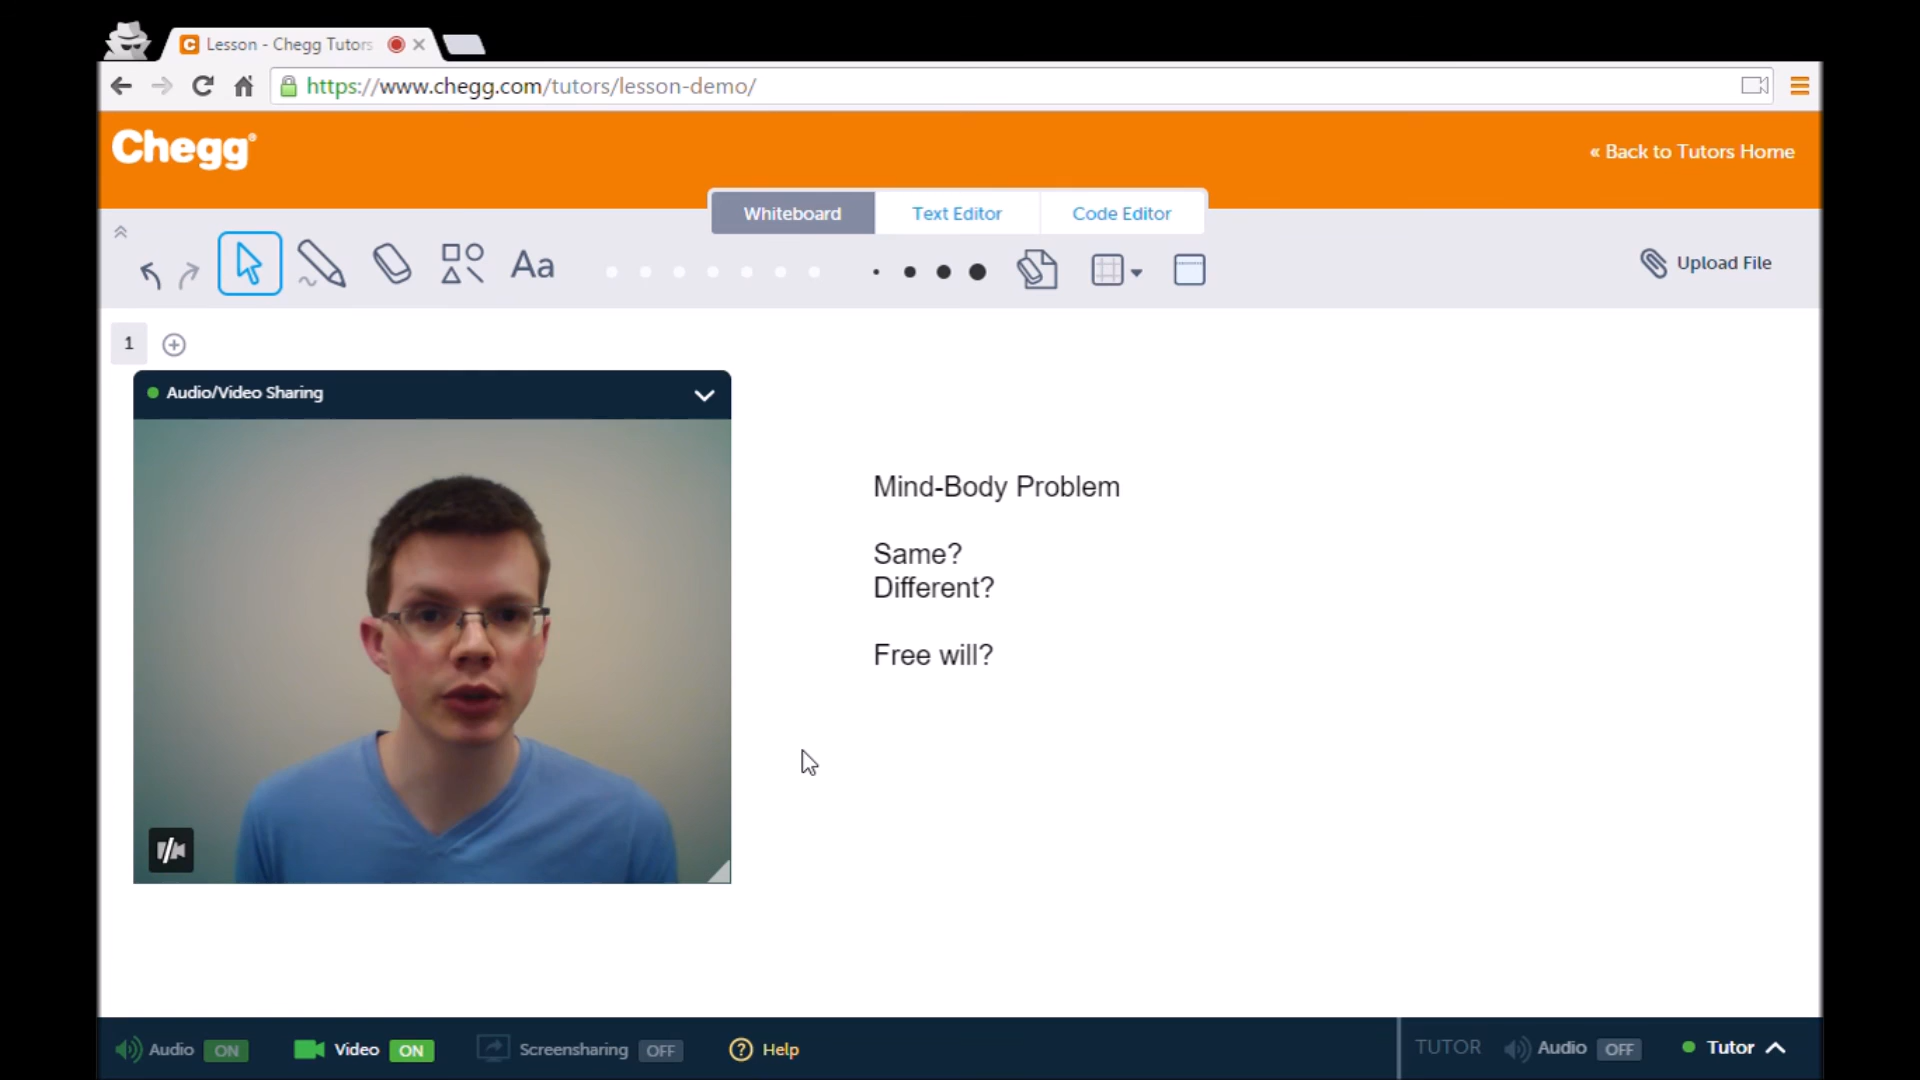 Lesson - Chegg Tutors
https://www.chegg.com/tutors/lesson-demo/
Chegg®
« Back to Tutors Home
Whiteboard
Text Editor
Code Editor
Aa
Upload File
1
Audio/Video Sharing
Mind-Body Problem
Same?
Different?
Free will?
Audio ON
Video ON
Screensharing OFF
? Help
TUTOR
Audio OFF
Tutor